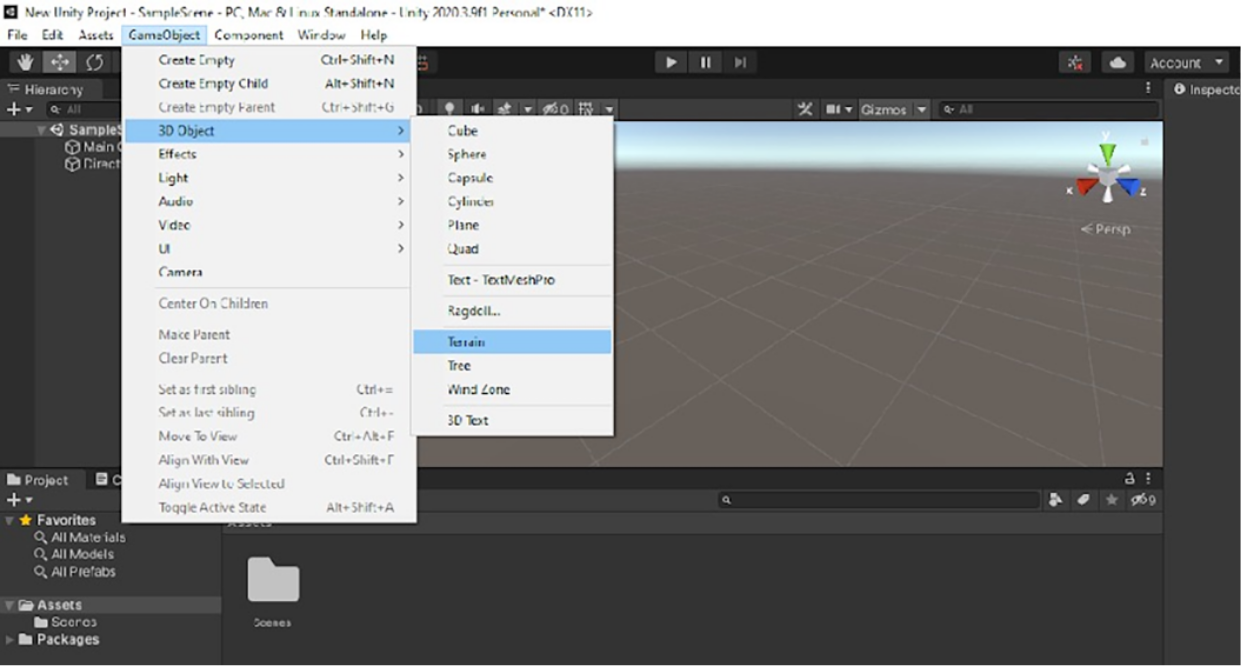 New Unity Project - SampleScene - PC, Mac & Linux Standalone - Unity 2020.3.9f1 Personal* <DX11>
File Edit Assets GameObject Component Window Help
Account
Hierarchy
All
Gizmos All
Inspecto
SampleS
Main C
Direct
Create Empty Ctrl+Shift+N
Create Empty Child Alt+Shift+N
Create Empty Parent Ctrl+Shift+G
3D Object
Effects
Light
Audio
Video
UI
Camera
Center On Children
Make Parent
Clear Parent
Set as first sibling Ctrl+=
Set as last sibling Ctrl+-
Move To View Ctrl+Alt+F
Align With View Ctrl+Shift+F
Align View to Selected
Toggle Active State Alt+Shift+A
Cube
Sphere
Capsule
Cylinder
Plane
Quad
Text - TextMeshPro
Ragdoll...
Terrain
Tree
Wind Zone
3D Text
y
x z
Persp
Project C
9
Favorites
All Materials
All Models
All Prefabs
Assets
Scenes
Packages
Assets
Scenes